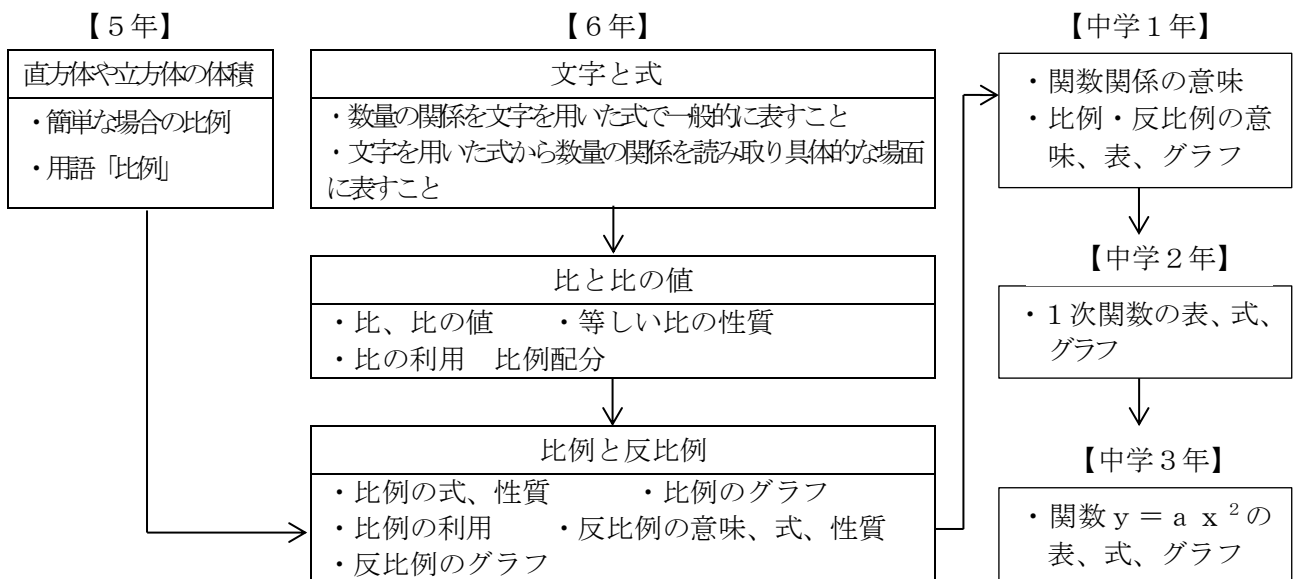 【５年】
直方体や立方体の体積
・簡単な場合の比例
・用語「比例」
【６年】
文字と式
・数量の関係を文字を用いた式で一般的に表すこと
・文字を用いた式から数量の関係を読み取り具体的な場面
に表すこと
比と比の値
・比、比の値　・等しい比の性質
・比の利用　比例配分
比例と反比例
・比例の式、性質　・比例のグラフ
・比例の利用　・反比例の意味、式、性質
・反比例のグラフ
【中学１年】
・関数関係の意味
・比例・反比例の意
味、表、グラフ
【中学２年】
・１次関数の表、式、
グラフ
【中学３年】
・関数ｙ＝ａｘ²の
表、式、グラフ